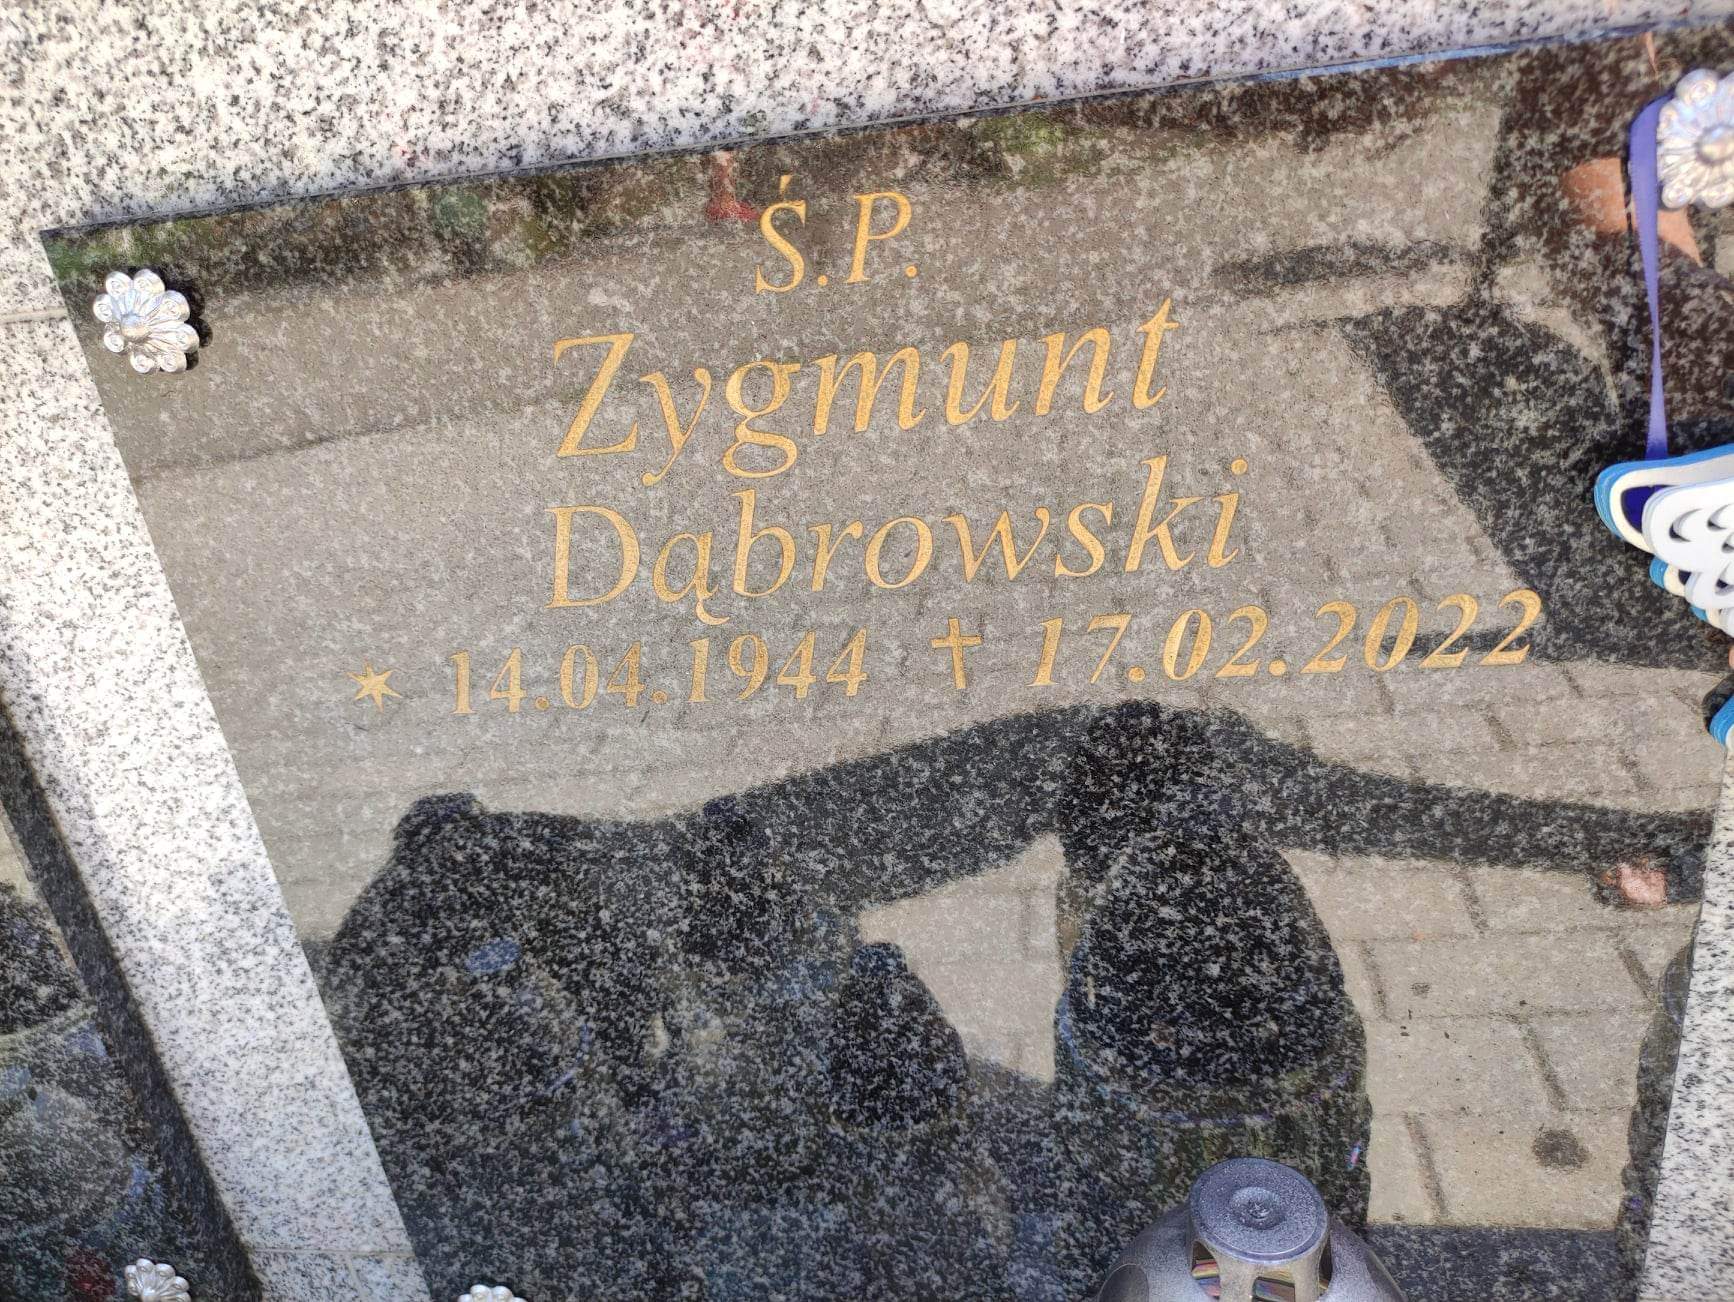 Ś.P.
Zygmunt
Dąbrowski
* 14.04.1944 ✝ 17.02.2022